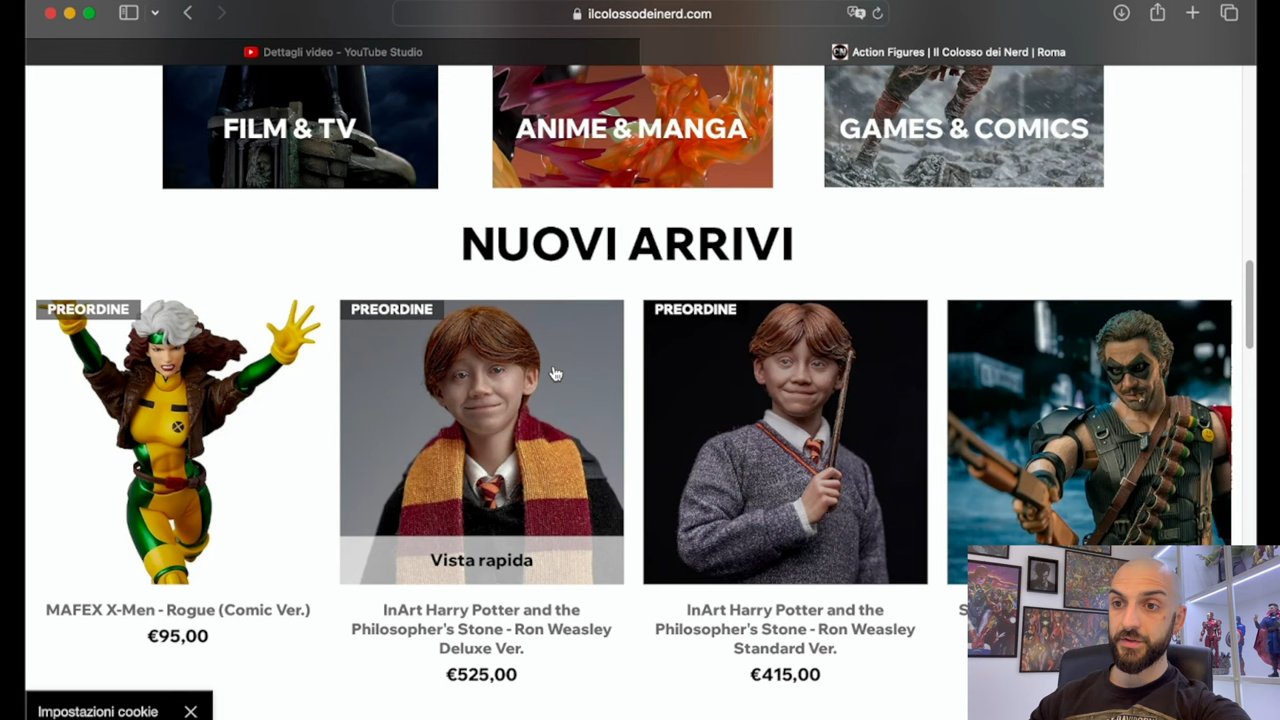 ilcolossodeinerd.com
Dettagli video - YouTube Studio
Action Figures | Il Colosso dei Nerd | Roma
FILM & TV
ANIME & MANGA
GAMES & COMICS
NUOVI ARRIVI
PREORDINE
PREORDINE
PREORDINE
Vista rapida
MAFEX X-Men - Rogue (Comic Ver.)
€95,00
InArt Harry Potter and the
Philosopher's Stone - Ron Weasley
Deluxe Ver.
€525,00
InArt Harry Potter and the
Philosopher's Stone - Ron Weasley
Standard Ver.
€415,00
S
Impostazioni cookie